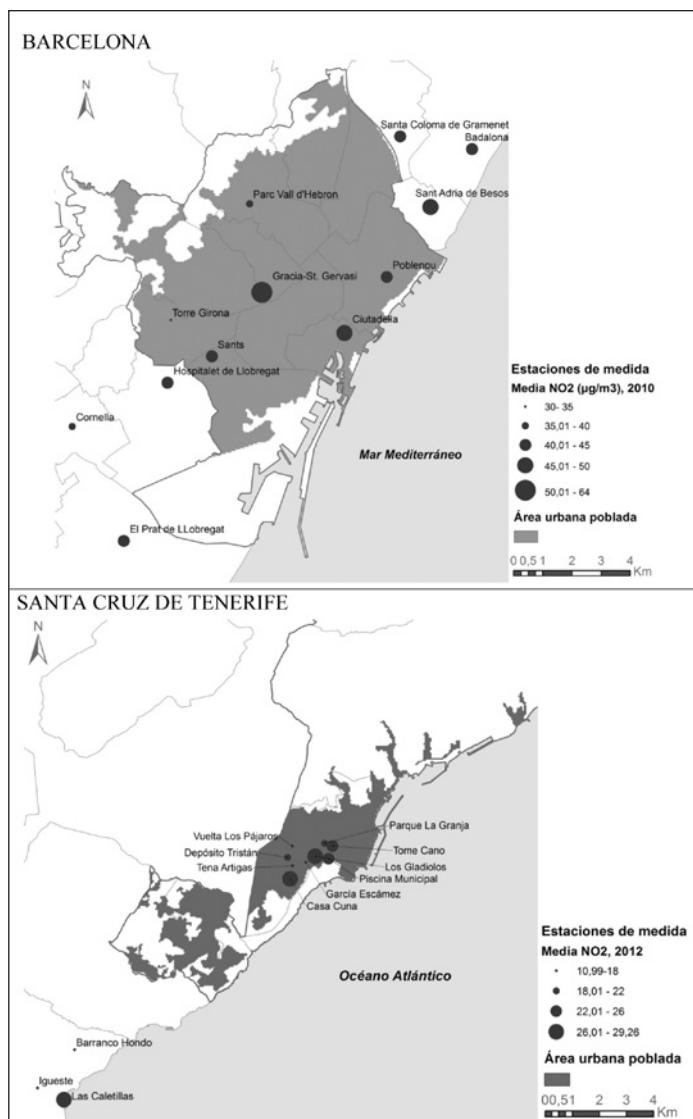 BARCELONA
N
Santa Coloma de Gramenet
Badalona
Parc Vall d'Hebron
Sant Adria de Besos
Gracia-St. Gervasi
Poblenou
Torre Girona
Ciutadella
Sants
Hospitalet de Llobregat
Cornella
El Prat de LLobregat
Mar Mediterráneo
Estaciones de medida
Media NO2 (µg/m3), 2010
30- 35
35,01 - 40
40,01 - 45
45,01 - 50
50,01 - 64
Área urbana poblada
0 0,5 1 2 3 4
Km
SANTA CRUZ DE TENERIFE
N
Vuelta Los Pájaros
Parque La Granja
Depósito Tristán
Tome Cano
Tena Artigas
Los Gladiolos
Piscina Municipal
García Escámez
Casa Cuna
Océano Atlántico
Barranco Hondo
Igueste
Las Caletillas
Estaciones de medida
Media NO2, 2012
10,99-18
18,01 - 22
22,01 - 26
26,01 - 29,26
Área urbana poblada
0 0,5 1 2 3 4
Km